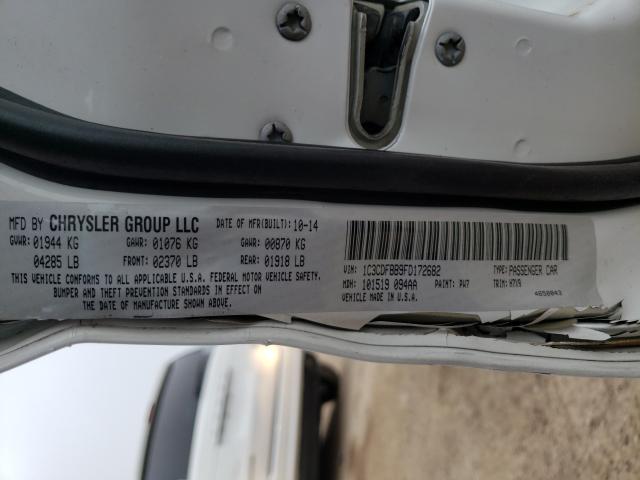 MFD BY CHRYSLER GROUP LLC DATE OF MFR(BUILT): 10-14
GVWR: 01944 KG GAWR: 01076 KG GAWR: 00870 KG
04285 LB FRONT: 02370 LB REAR: 01918 LB
THIS VEHICLE CONFORMS TO ALL APPLICABLE U.S.A. FEDERAL MOTOR VEHICLE SAFETY,
BUMPER AND THEFT PREVENTION STANDARDS IN EFFECT ON
THE DATE OF MANUFACTURE SHOWN ABOVE.
VIN: 1C3CDFBB9FD172682 TYPE: PASSENGER CAR
MDH: 101519 094AA PAINT: PW7 TRIM: H7X9
4650043